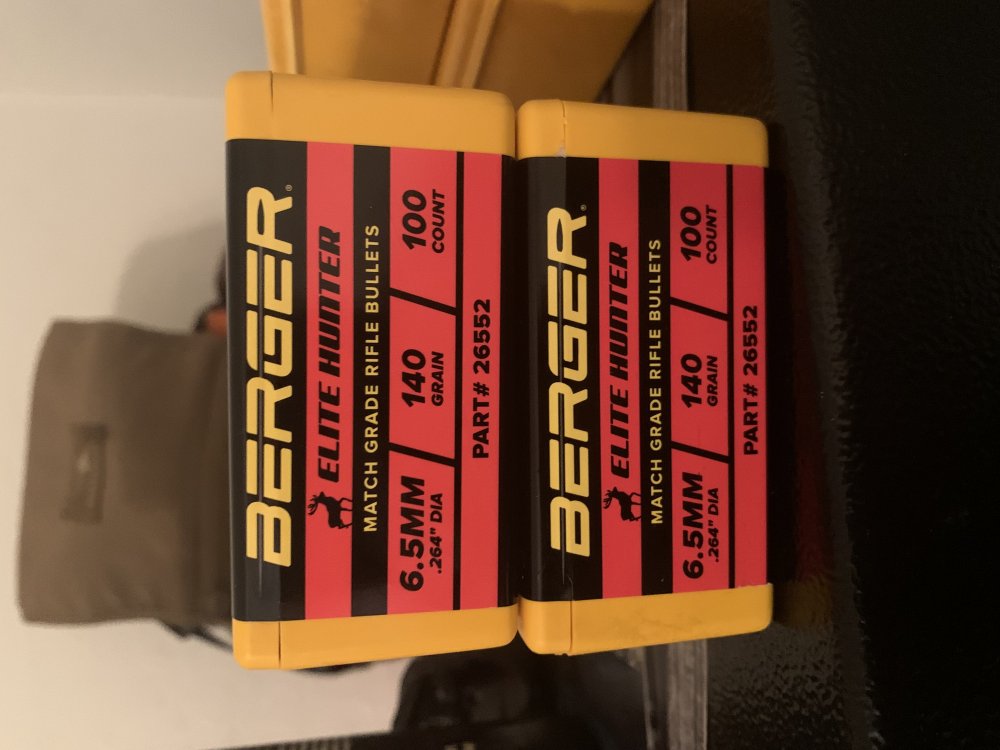 BERGER®
ELITE HUNTER
MATCH GRADE RIFLE BULLETS
6.5MM 140 100
.264" DIA GRAIN COUNT
PART# 26552
BERGER®
ELITE HUNTER
MATCH GRADE RIFLE BULLETS
6.5MM 140 100
.264" DIA GRAIN COUNT
PART# 26552